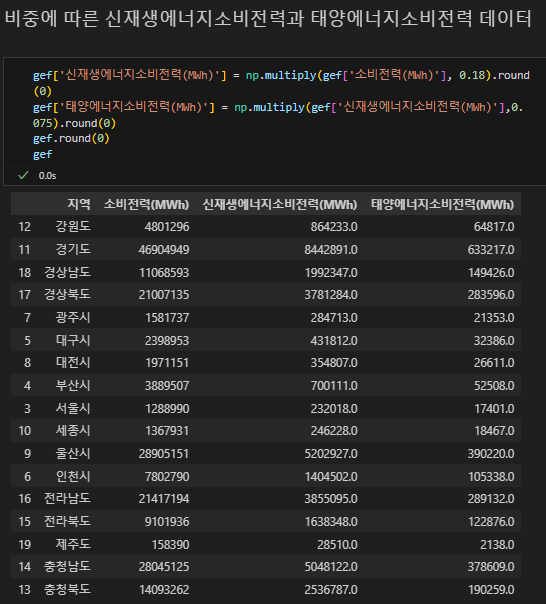 비중에 따른 신재생에너지소비전력과 태양에너지소비전력 데이터
gef['신재생에너지소비전력(MWh)'] = np.multiply(gef['소비전력(MWh)'], 0.18).round
(0)
gef['태양에너지소비전력(MWh)'] = np.multiply(gef['신재생에너지소비전력(MWh)'],0.
075).round(0)
gef.round(0)
gef
0.0s
지역 소비전력(MWh) 신재생에너지소비전력(MWh) 태양에너지소비전력(MWh)
12 강원도 4801296 864233.0 64817.0
11 경기도 46904949 8442891.0 633217.0
18 경상남도 11068593 1992347.0 149426.0
17 경상북도 21007135 3781284.0 283596.0
7 광주시 1581737 284713.0 21353.0
5 대구시 2398953 431812.0 32386.0
8 대전시 1971151 354807.0 26611.0
4 부산시 3889507 700111.0 52508.0
3 서울시 1288990 232018.0 17401.0
10 세종시 1367931 246228.0 18467.0
9 울산시 28905151 5202927.0 390220.0
6 인천시 7802790 1404502.0 105338.0
16 전라남도 21417194 3855095.0 289132.0
15 전라북도 9101936 1638348.0 122876.0
19 제주도 158390 28510.0 2138.0
14 충청남도 28045125 5048122.0 378609.0
13 충청북도 14093262 2536787.0 190259.0